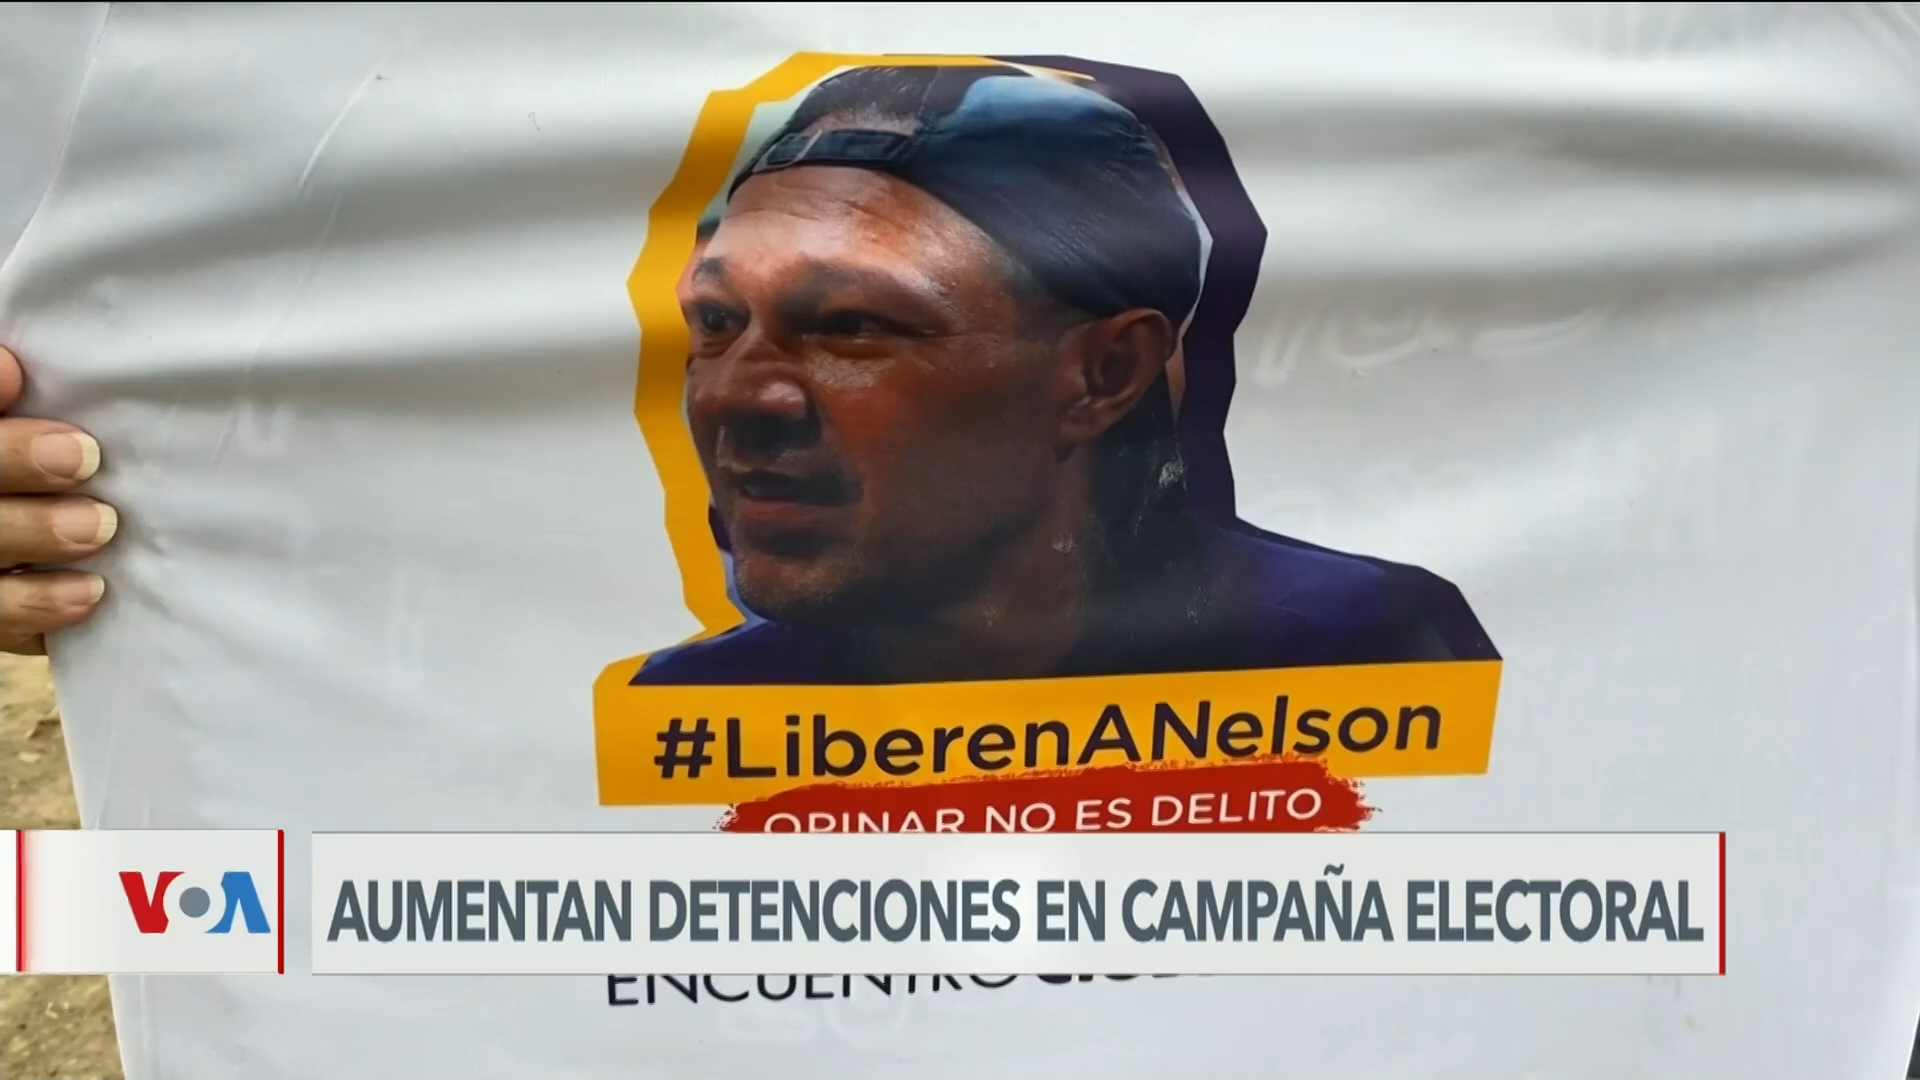 #LiberenANelson
OPINAR NO ES DELITO
VOA
AUMENTAN DETENCIONES EN CAMPAÑA ELECTORAL
ENCUENTRO